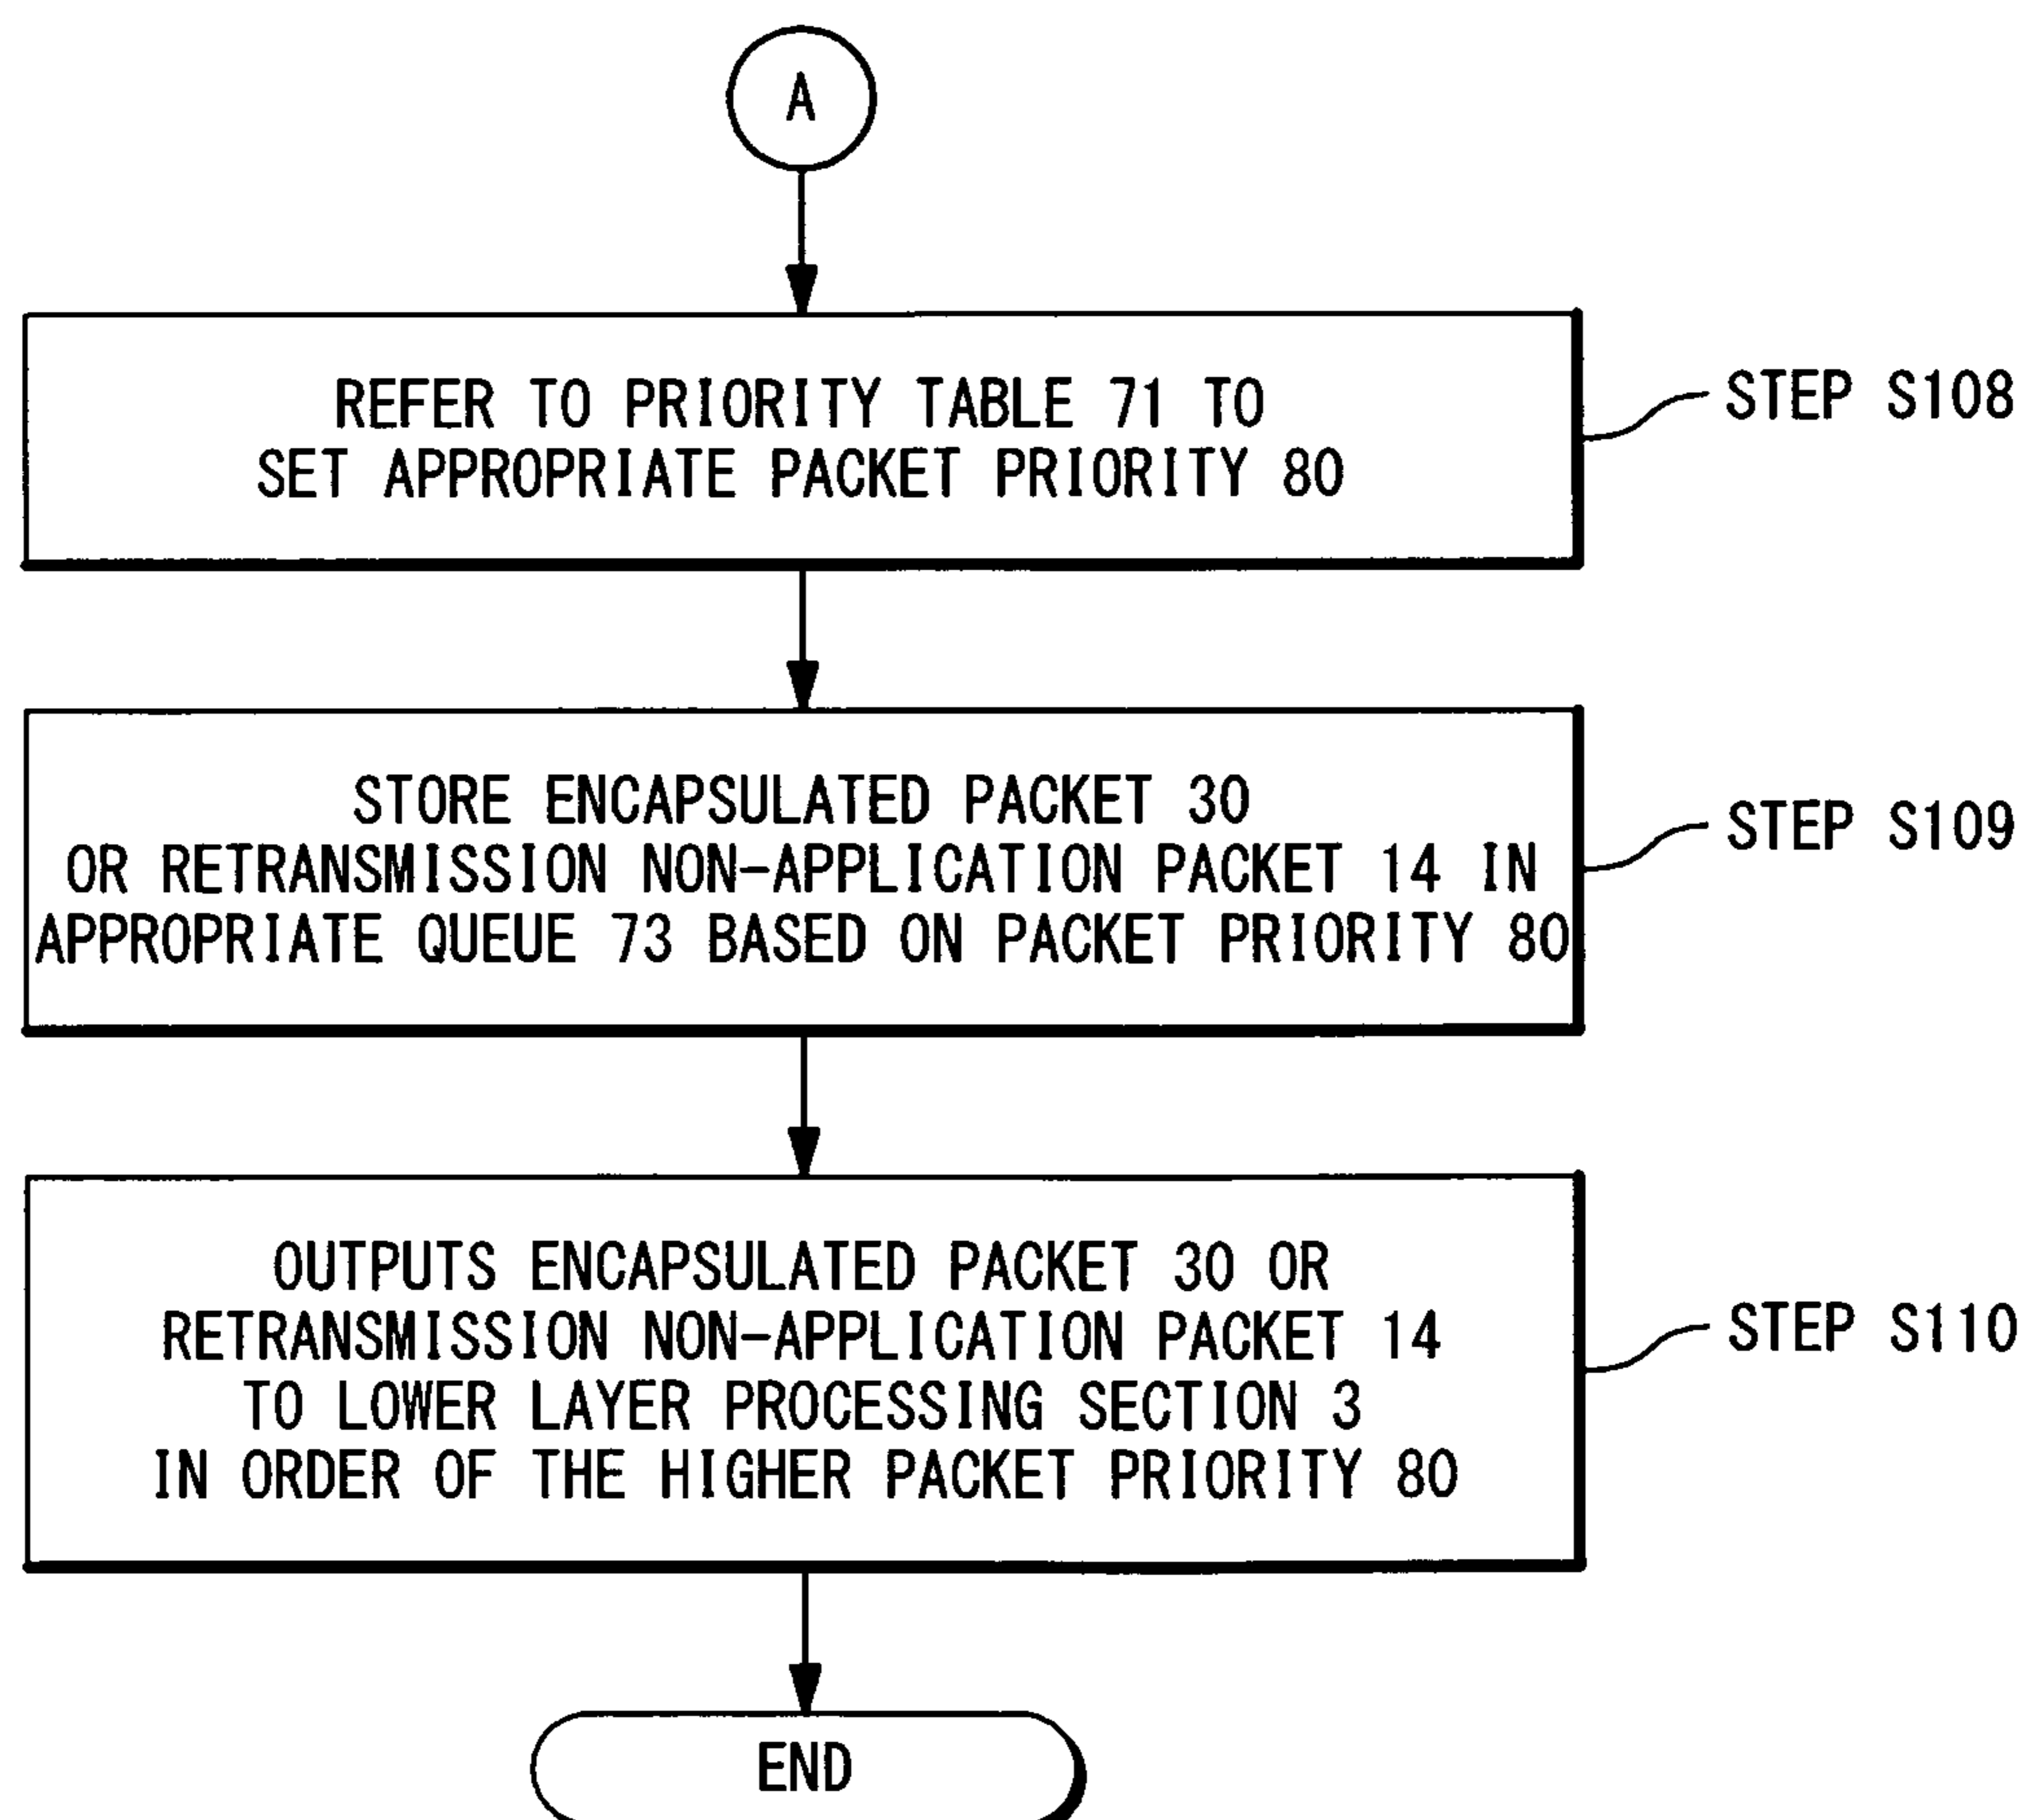 A
REFER TO PRIORITY TABLE 71 TO
SET APPROPRIATE PACKET PRIORITY 80
STEP S108
STORE ENCAPSULATED PACKET 30
OR RETRANSMISSION NON-APPLICATION PACKET 14 IN
APPROPRIATE QUEUE 73 BASED ON PACKET PRIORITY 80
STEP S109
OUTPUTS ENCAPSULATED PACKET 30 OR
RETRANSMISSION NON-APPLICATION PACKET 14
TO LOWER LAYER PROCESSING SECTION 3
IN ORDER OF THE HIGHER PACKET PRIORITY 80
STEP S110
END